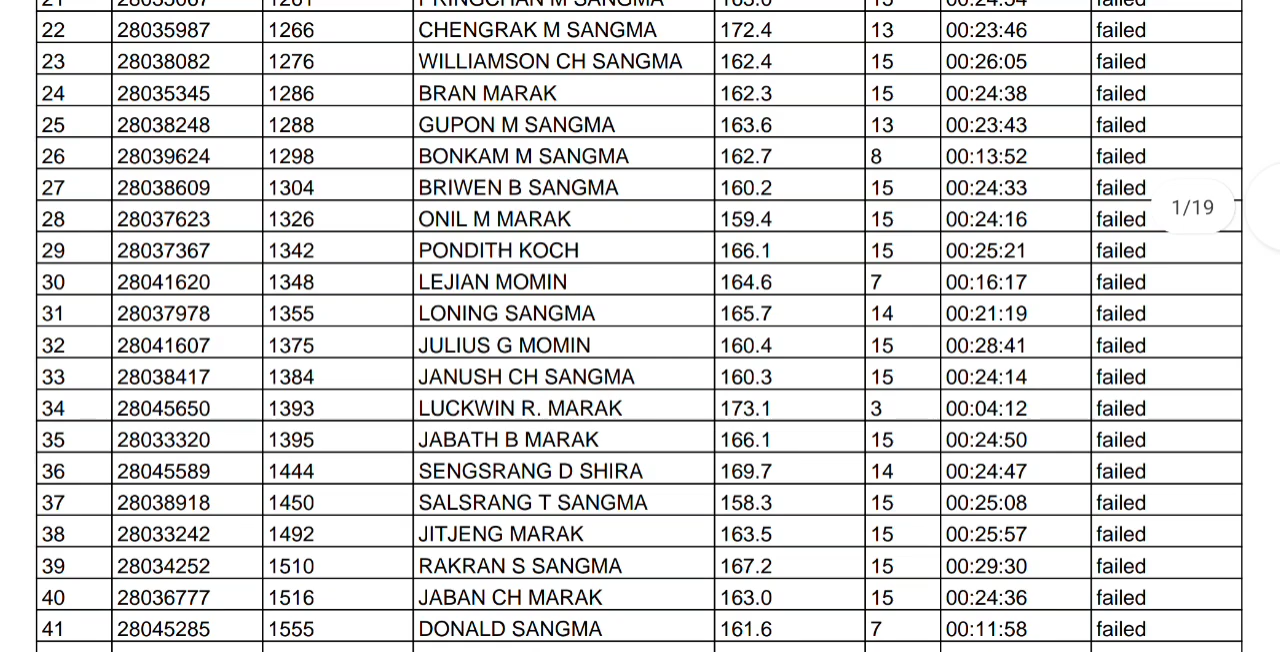 21 28035067 1261 PRINGCHAN M SANGMA 163.6 15 00:24:54 failed
22 28035987 1266 CHENGRAK M SANGMA 172.4 13 00:23:46 failed
23 28038082 1276 WILLIAMSON CH SANGMA 162.4 15 00:26:05 failed
24 28035345 1286 BRAN MARAK 162.3 15 00:24:38 failed
25 28038248 1288 GUPON M SANGMA 163.6 13 00:23:43 failed
26 28039624 1298 BONKAM M SANGMA 162.7 8 00:13:52 failed
27 28038609 1304 BRIWEN B SANGMA 160.2 15 00:24:33 failed
28 28037623 1326 ONIL M MARAK 159.4 15 00:24:16 failed
1/19
29 28037367 1342 PONDITH KOCH 166.1 15 00:25:21 failed
30 28041620 1348 LEJIAN MOMIN 164.6 7 00:16:17 failed
31 28037978 1355 LONING SANGMA 165.7 14 00:21:19 failed
32 28041607 1375 JULIUS G MOMIN 160.4 15 00:28:41 failed
33 28038417 1384 JANUSH CH SANGMA 160.3 15 00:24:14 failed
34 28045650 1393 LUCKWIN R. MARAK 173.1 3 00:04:12 failed
35 28033320 1395 JABATH B MARAK 166.1 15 00:24:50 failed
36 28045589 1444 SENGSRANG D SHIRA 169.7 14 00:24:47 failed
37 28038918 1450 SALSRANG T SANGMA 158.3 15 00:25:08 failed
38 28033242 1492 JITJENG MARAK 163.5 15 00:25:57 failed
39 28034252 1510 RAKRAN S SANGMA 167.2 15 00:29:30 failed
40 28036777 1516 JABAN CH MARAK 163.0 15 00:24:36 failed
41 28045285 1555 DONALD SANGMA 161.6 7 00:11:58 failed